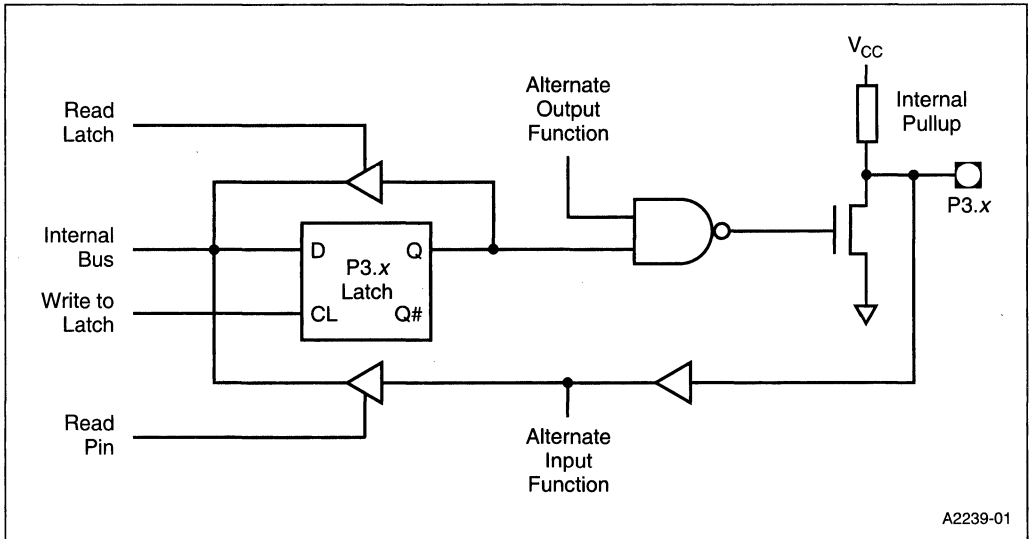 V_CC
Alternate
Output
Function
Internal
Pullup
Read
Latch
P3.x
Internal
Bus
D
Q
P3.x
Latch
Write to
Latch
CL
Q#
Read
Pin
Alternate
Input
Function
A2239-01